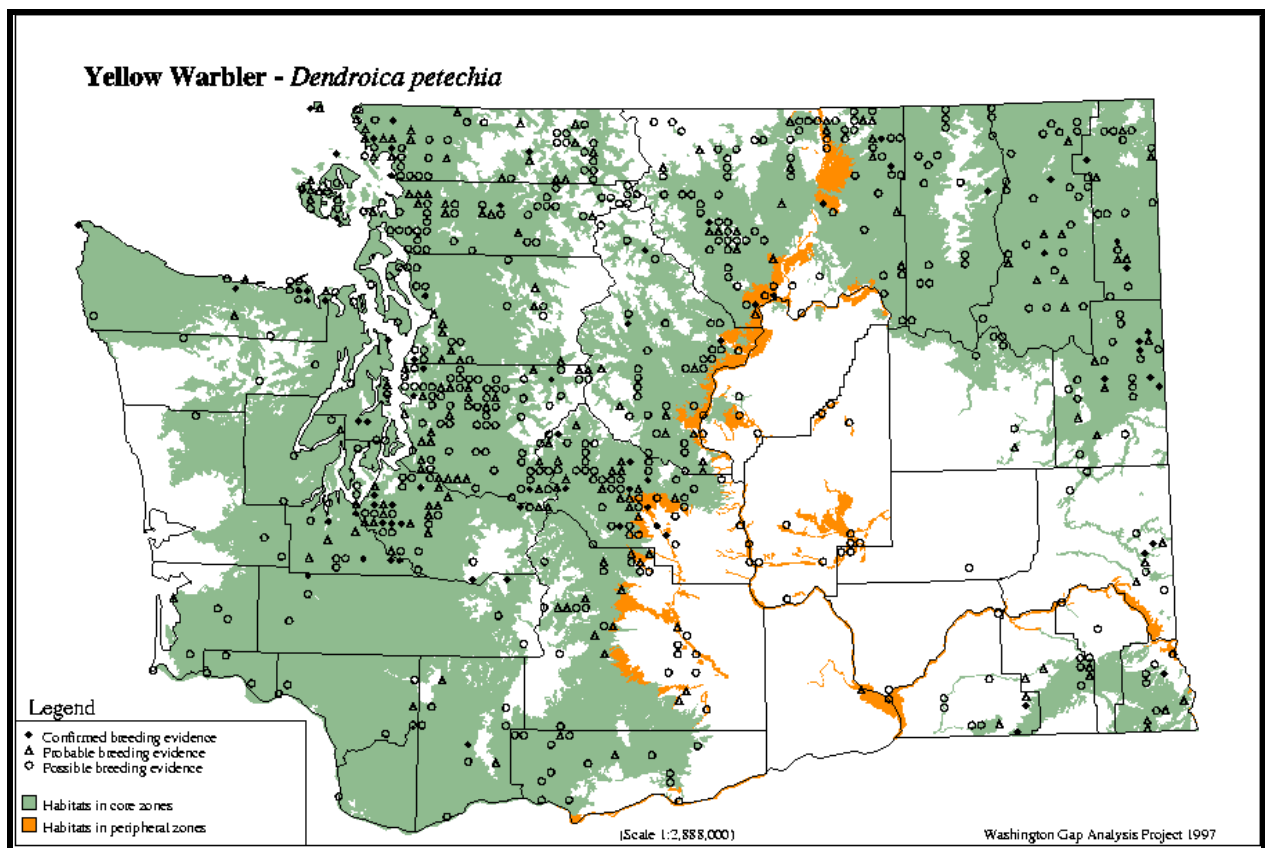 Yellow Warbler - Dendroica petechia
Legend
Confirmed breeding evidence
Probable breeding evidence
Possible breeding evidence
Habitats in core zones
Habitats in peripheral zones
(Scale 1:2,888,000)
Washington Gap Analysis Project 1997